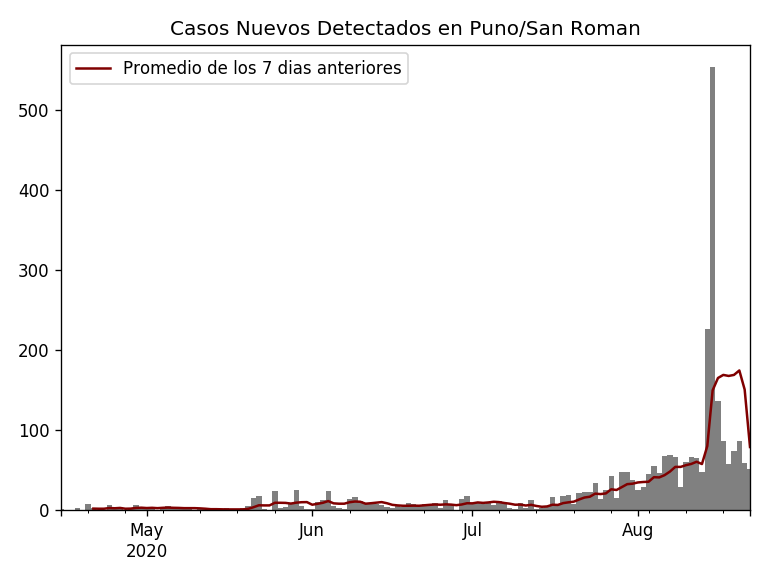 Casos Nuevos Detectados en Puno/San Roman
Promedio de los 7 dias anteriores
500
400
300
200
100
0
May
2020
Jun
Jul
Aug